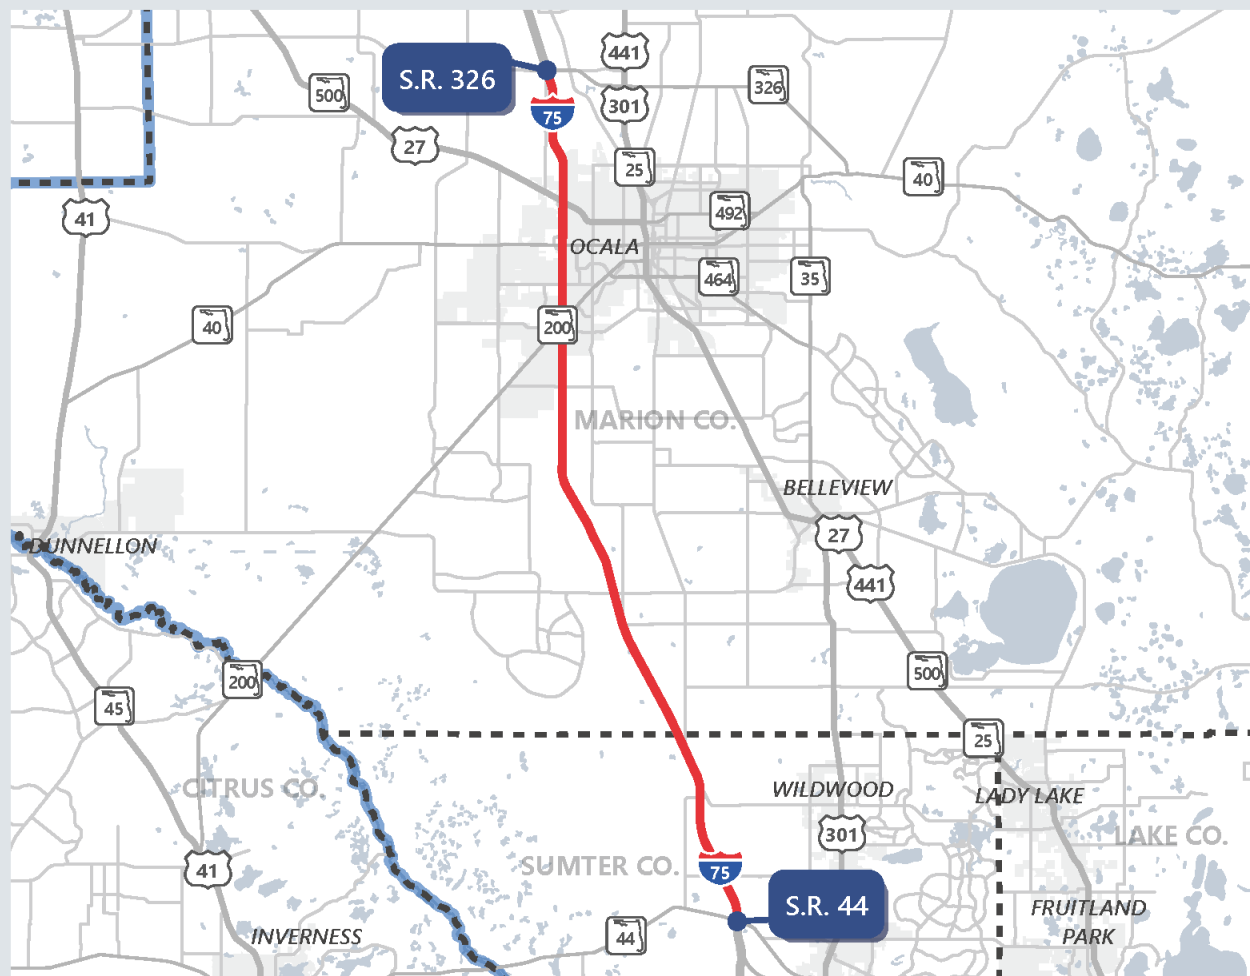 441
S.R. 326
326
500
301
75
27
25
40
492
41
OCALA
464
35
40
200
MARION CO.
BELLEVIEW
27
DUNNELLON
441
500
200
45
25
CITRUS CO.
WILDWOOD
LADY LAKE
301
LAKE CO.
SUMTER CO.
41
75
S.R. 44
FRUITLAND
PARK
44
INVERNESS